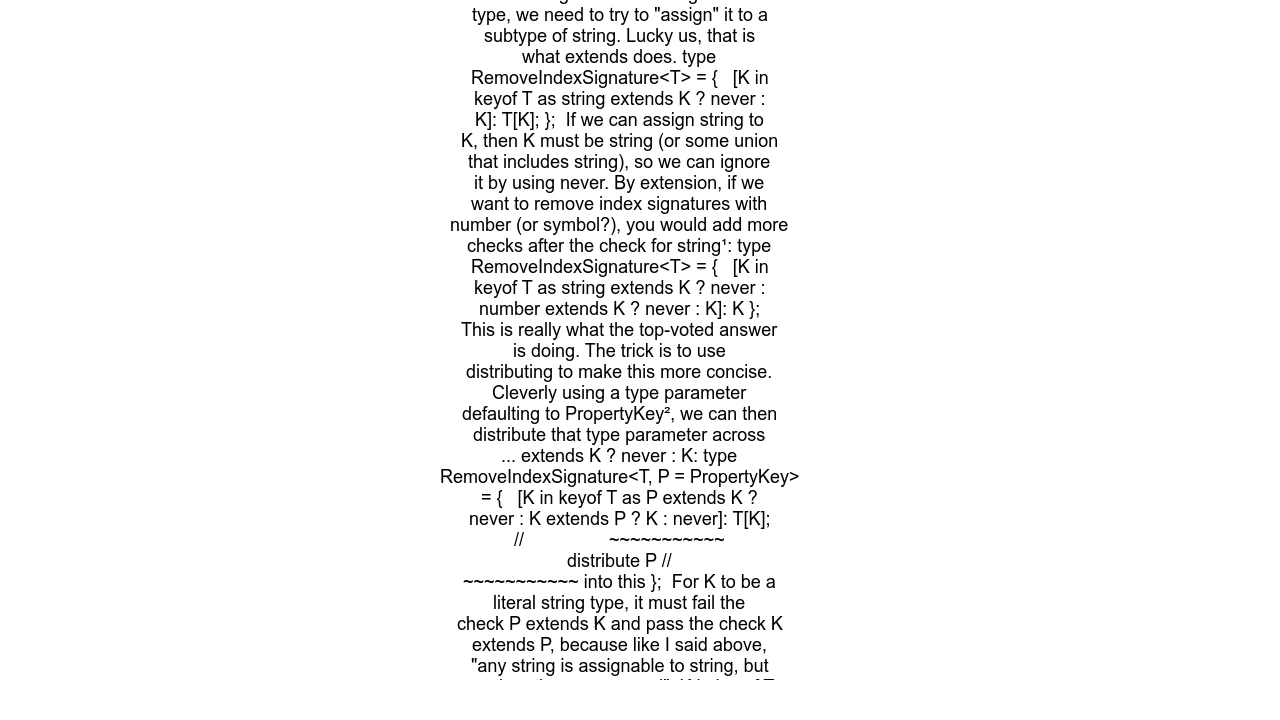 type, we need to try to "assign" it to a
subtype of string. Lucky us, that is
what extends does. type
RemoveIndexSignature<T> = {   [K in
keyof T as string extends K ? never :
K]: T[K]; };  If we can assign string to
K, then K must be string (or some union
that includes string), so we can ignore
it by using never. By extension, if we
want to remove index signatures with
number (or symbol?), you would add more
checks after the check for string¹: type
RemoveIndexSignature<T> = {   [K in
keyof T as string extends K ? never :
number extends K ? never : K]: K };
This is really what the top-voted answer
is doing. The trick is to use
distributing to make this more concise.
Cleverly using a type parameter
defaulting to PropertyKey², we can then
distribute that type parameter across
... extends K ? never : K: type
RemoveIndexSignature<T, P = PropertyKey>
= {   [K in keyof T as P extends K ?
never : K extends P ? K : never]: T[K];
//                 ~~~~~~~~~~~
distribute P //
~~~~~~~~~~~ into this };  For K to be a
literal string type, it must fail the
check P extends K and pass the check K
extends P, because like I said above,
"any string is assignable to string, but